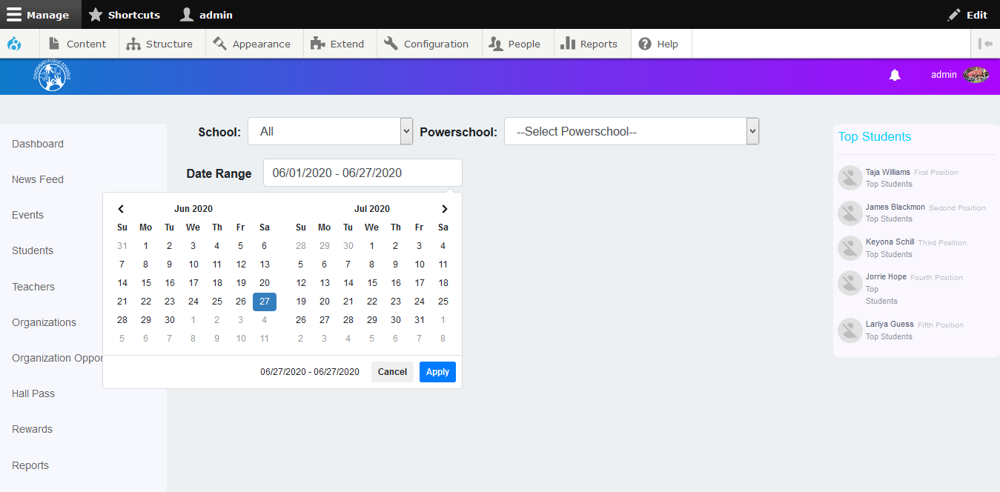 Manage Shortcuts admin Edit
Content Structure Appearance Extend Configuration People Reports Help
CINCINNATI PUBLIC SCHOOLS
admin
Dashboard
News Feed
Events
Students
Teachers
Organizations
Organization Oppor
Hall Pass
Rewards
Reports
School: All Powerschool: --Select Powerschool--
Date Range 06/01/2020 - 06/27/2020
Jun 2020
Su Mo Tu We Th Fr Sa
31 1 2 3 4 5 6
7 8 9 10 11 12 13
14 15 16 17 18 19 20
21 22 23 24 25 26 27
28 29 30 1 2 3 4
5 6 7 8 9 10 11
Jul 2020
Su Mo Tu We Th Fr Sa
28 29 30 1 2 3 4
5 6 7 8 9 10 11
12 13 14 15 16 17 18
19 20 21 22 23 24 25
26 27 28 29 30 31 1
2 3 4 5 6 7 8
06/27/2020 - 06/27/2020 Cancel Apply
Top Students
Taja Williams First Position
Top Students
James Blackmon Second Position
Top Students
Keyona Schill Third Position
Top Students
Jorrie Hope Fourth Position
Top
Students
Lariya Guess Fifth Position
Top Students